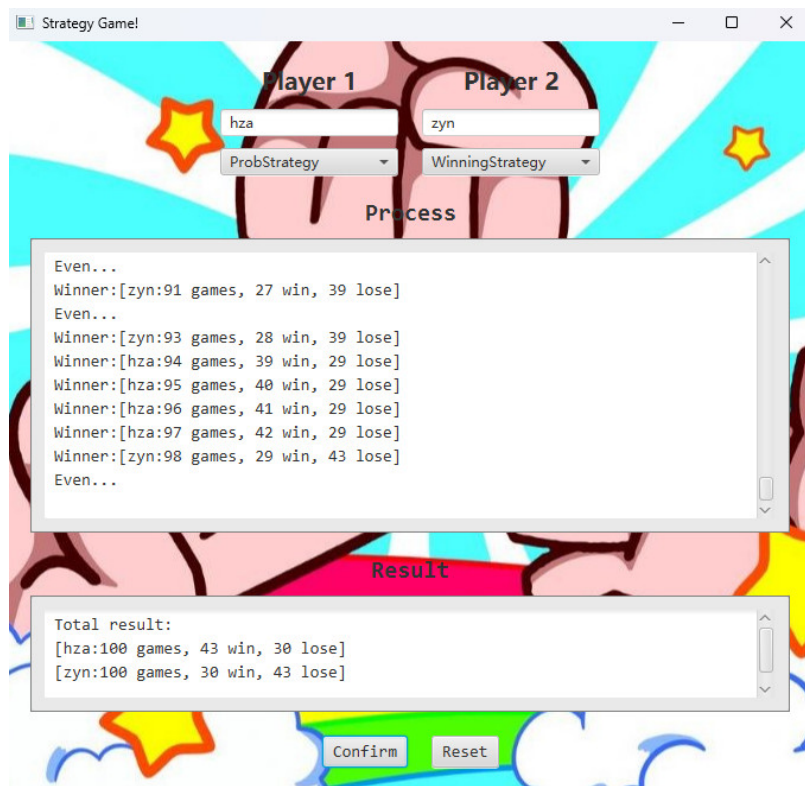 Strategy Game!
Player 1 Player 2
hza zyn
ProbStrategy WinningStrategy
Process
Even...
Winner:[zyn:91 games, 27 win, 39 lose]
Even...
Winner:[zyn:93 games, 28 win, 39 lose]
Winner:[hza:94 games, 39 win, 29 lose]
Winner:[hza:95 games, 40 win, 29 lose]
Winner:[hza:96 games, 41 win, 29 lose]
Winner:[hza:97 games, 42 win, 29 lose]
Winner:[zyn:98 games, 29 win, 43 lose]
Even...
Result
Total result:
[hza:100 games, 43 win, 30 lose]
[zyn:100 games, 30 win, 43 lose]
Confirm Reset